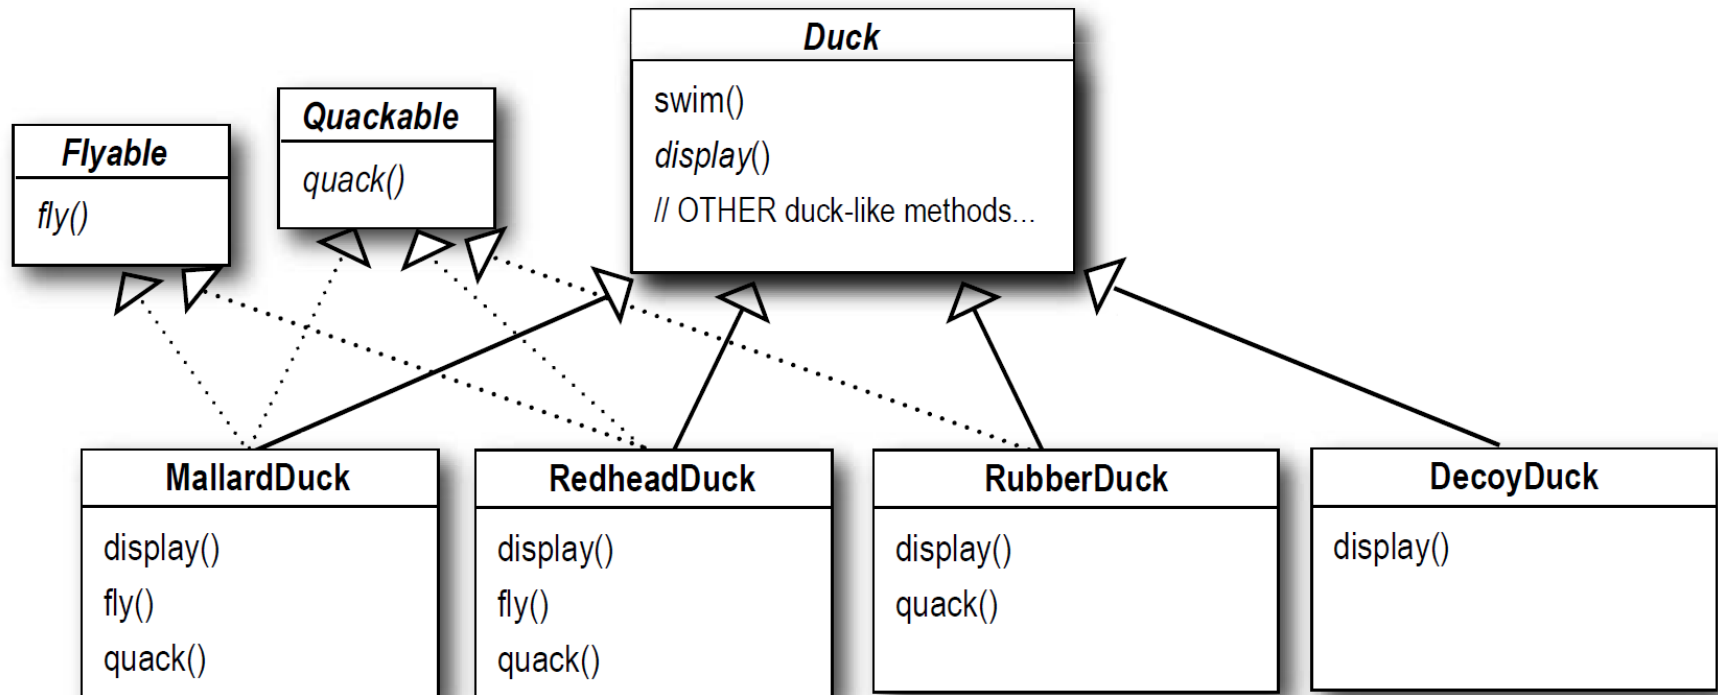 Duck
swim()
display()
// OTHER duck-like methods...
Quackable
quack()
Flyable
fly()
MallardDuck
display()
fly()
quack()
RedheadDuck
display()
fly()
quack()
RubberDuck
display()
quack()
DecoyDuck
display()